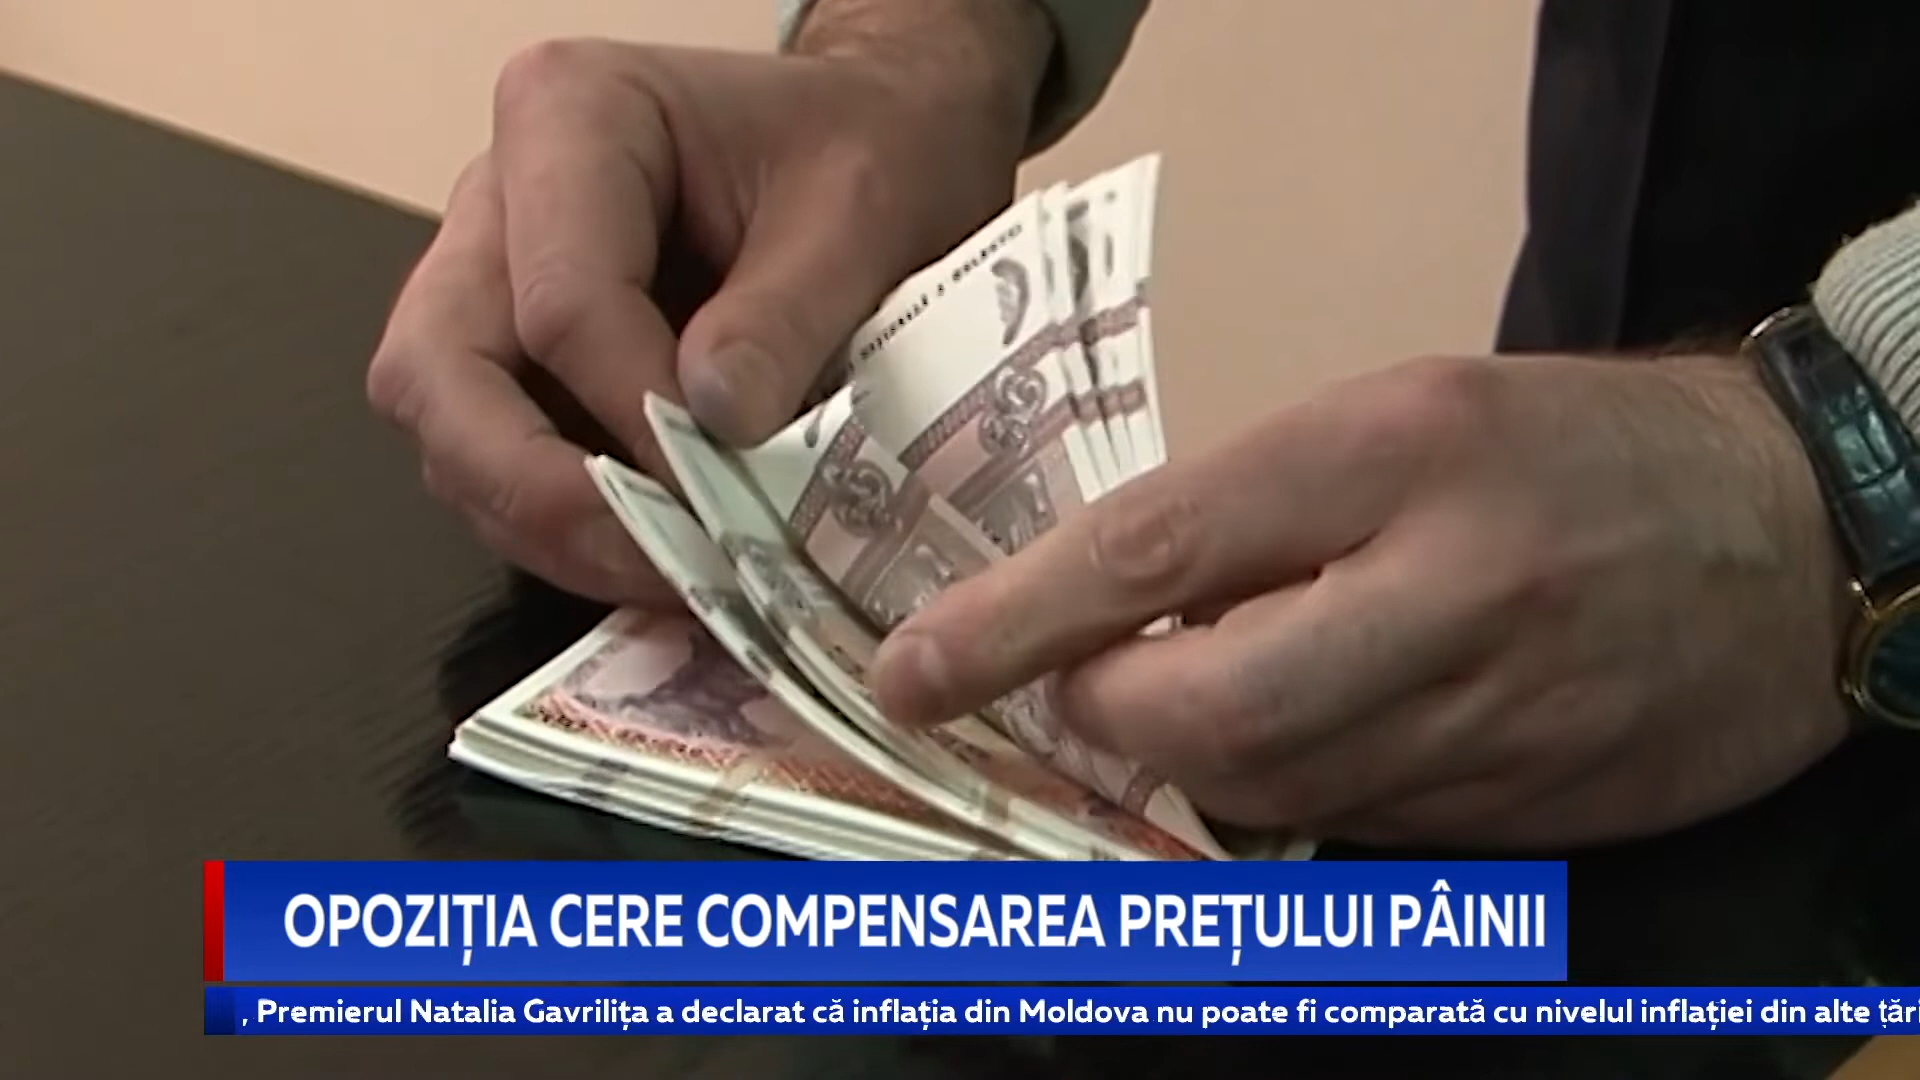 OPOZIȚIA CERE COMPENSAREA PREȚULUI PÂINII
, Premierul Natalia Gavrilița a declarat că inflația din Moldova nu poate fi comparată cu nivelul inflației din alte țări